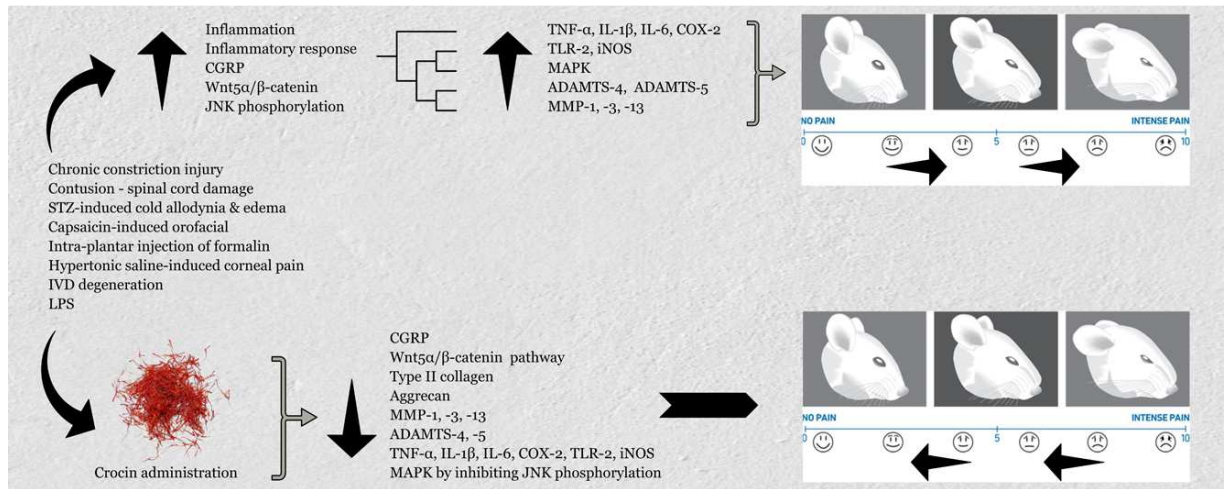 Inflammation
Inflammatory response
CGRP
Wnt5α/β-catenin
JNK phosphorylation
TNF-α, IL-1β, IL-6, COX-2
TLR-2, iNOS
MAPK
ADAMTS-4, ADAMTS-5
MMP-1, -3, -13
NO PAIN
INTENSE PAIN
0
5
10
Chronic constriction injury
Contusion - spinal cord damage
STZ-induced cold allodynia & edema
Capsaicin-induced orofacial
Intra-plantar injection of formalin
Hypertonic saline-induced corneal pain
IVD degeneration
LPS
Crocin administration
CGRP
Wnt5α/β-catenin pathway
Type II collagen
Aggrecan
MMP-1, -3, -13
ADAMTS-4, -5
TNF-α, IL-1β, IL-6, COX-2, TLR-2, iNOS
MAPK by inhibiting JNK phosphorylation
NO PAIN
INTENSE PAIN
0
5
10